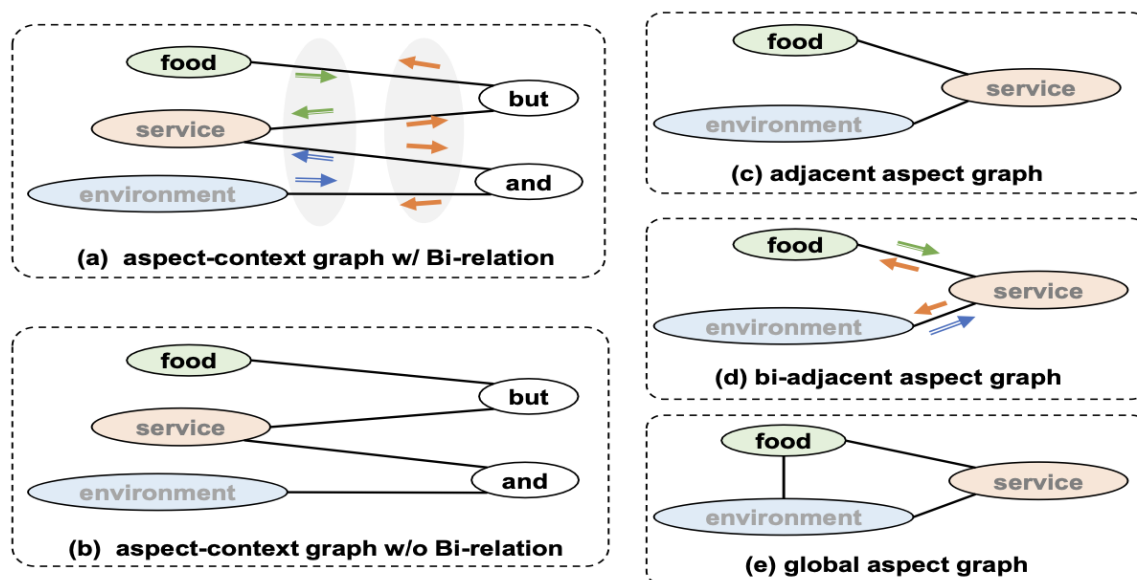 food
but
service
and
environment
(a) aspect-context graph w/ Bi-relation
food
but
service
and
environment
(b) aspect-context graph w/o Bi-relation
food
service
environment
(c) adjacent aspect graph
food
service
environment
(d) bi-adjacent aspect graph
food
service
environment
(e) global aspect graph